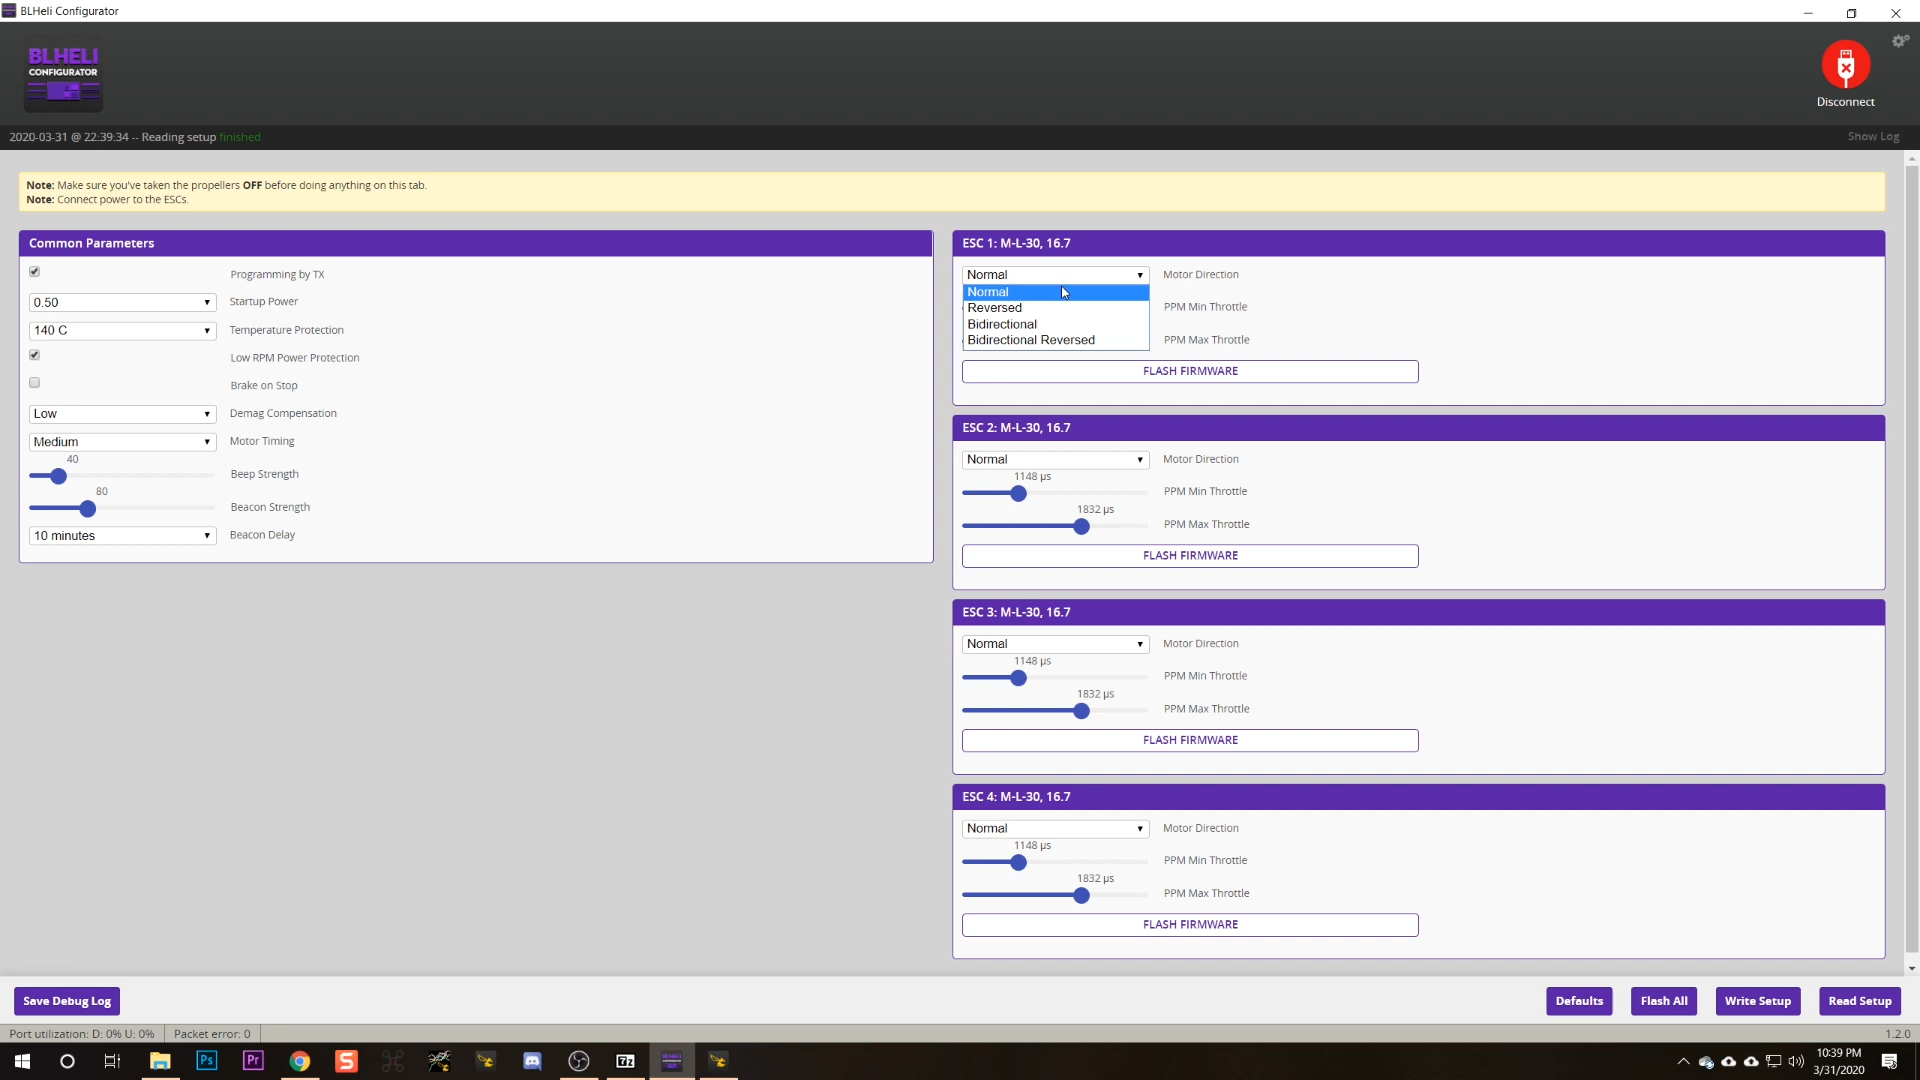 BLHeli Configurator
BLHELI
CONFIGURATOR
Disconnect
2020-03-31 @ 22:39:34 -- Reading setup finished
Show Log
Note: Make sure you've taken the propellers OFF before doing anything on this tab.
Note: Connect power to the ESCs.
Common Parameters
Programming by TX
0.50 Startup Power
140 C Temperature Protection
Low RPM Power Protection
Brake on Stop
Low Demag Compensation
Medium Motor Timing
40
Beep Strength
80
Beacon Strength
10 minutes Beacon Delay
ESC 1: M-L-30, 16.7
Normal Motor Direction
Normal
Reversed
Bidirectional
Bidirectional Reversed
PPM Min Throttle
PPM Max Throttle
FLASH FIRMWARE
ESC 2: M-L-30, 16.7
Normal Motor Direction
1148 µs
PPM Min Throttle
1832 µs
PPM Max Throttle
FLASH FIRMWARE
ESC 3: M-L-30, 16.7
Normal Motor Direction
1148 µs
PPM Min Throttle
1832 µs
PPM Max Throttle
FLASH FIRMWARE
ESC 4: M-L-30, 16.7
Normal Motor Direction
1148 µs
PPM Min Throttle
1832 µs
PPM Max Throttle
FLASH FIRMWARE
Save Debug Log Defaults Flash All Write Setup Read Setup
Port utilization: D: 0% U: 0% Packet error: 0 1.2.0
Ps Pr S 7z
10:39 PM
3/31/2020